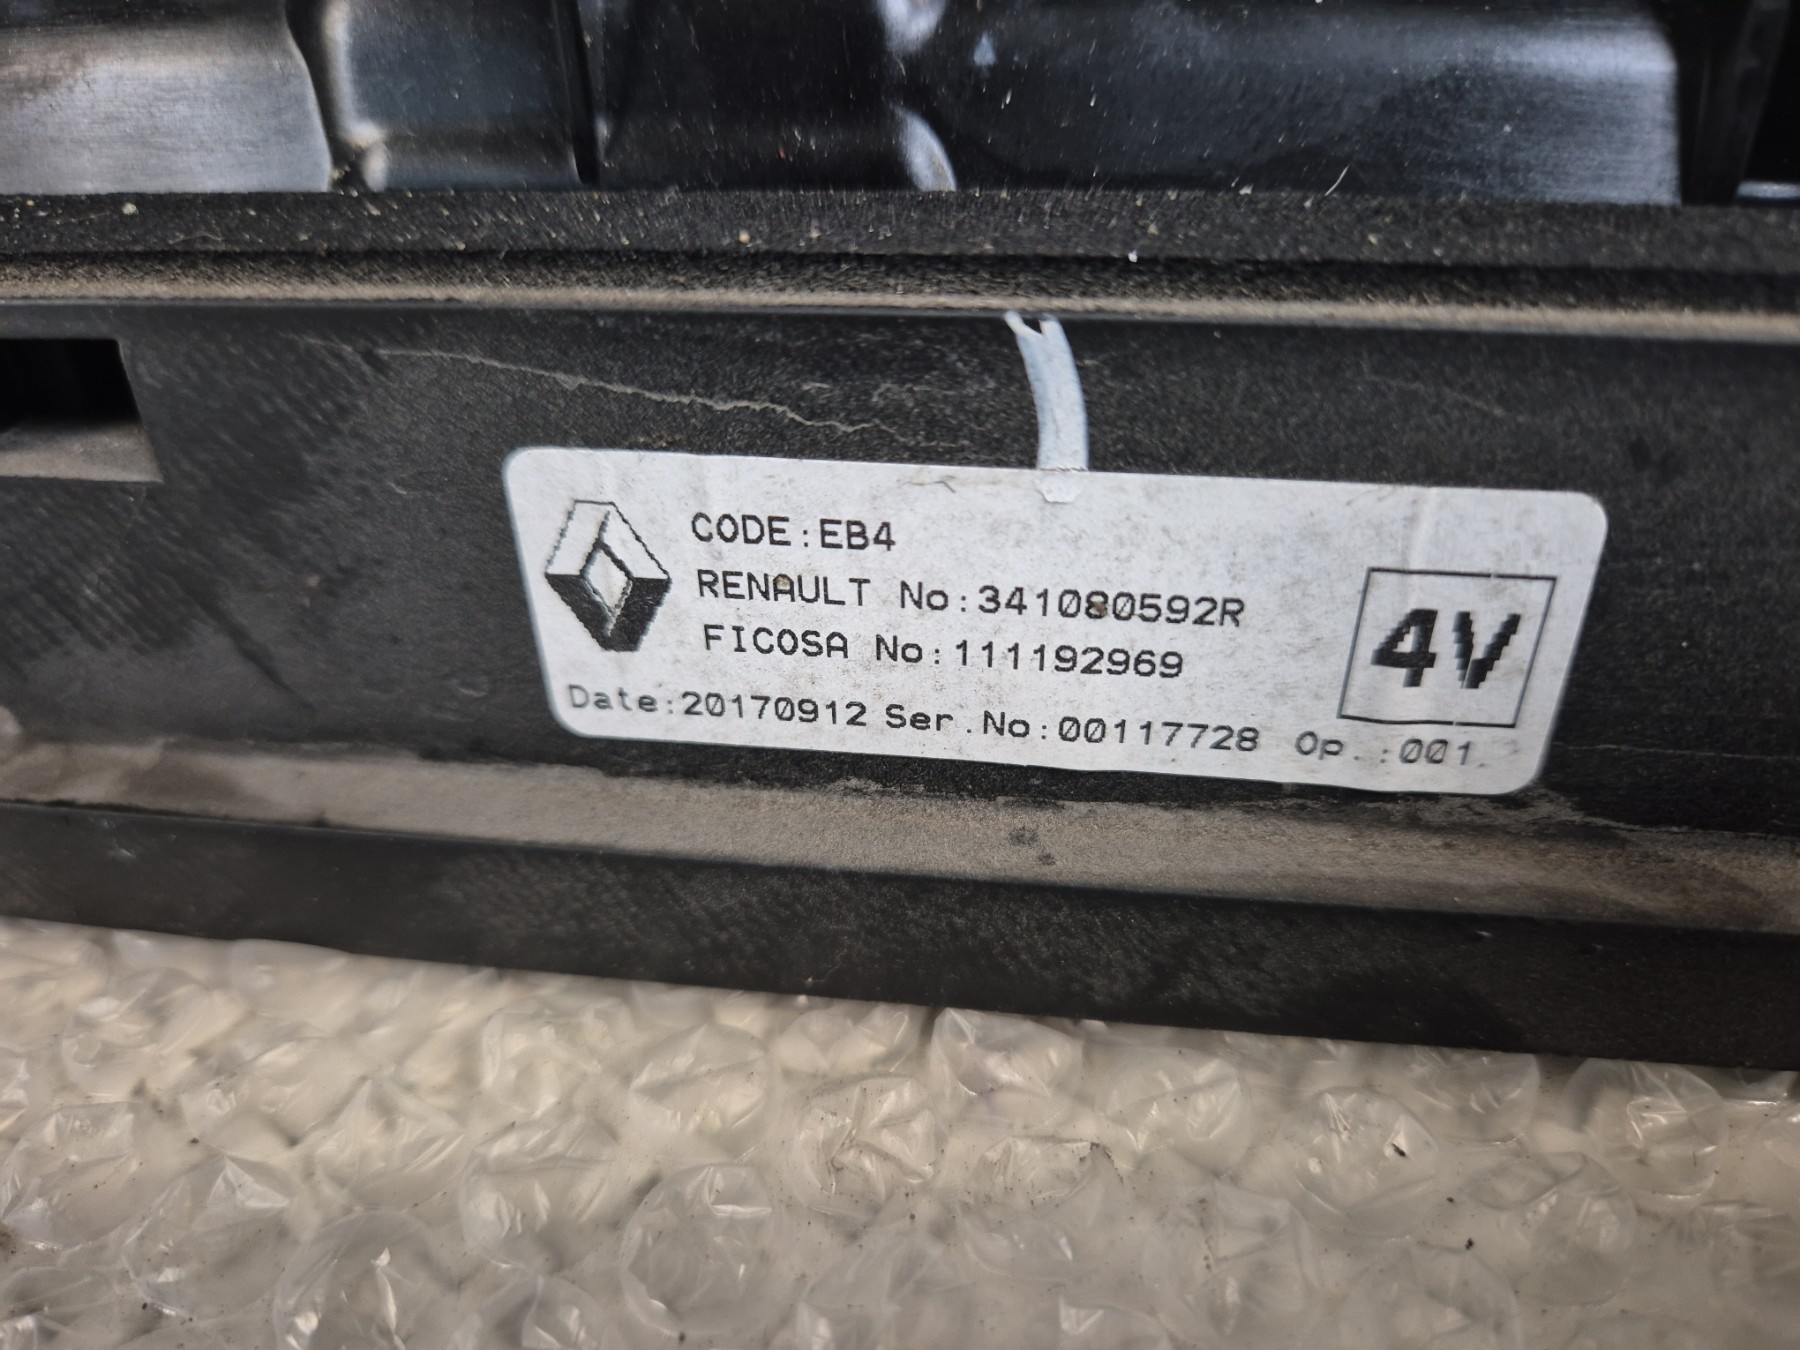 CODE:EB4
RENAULT No:341080592R
FICOSA No:111192969
4V
Date:20170912 Ser.No:00117728 Op.:001